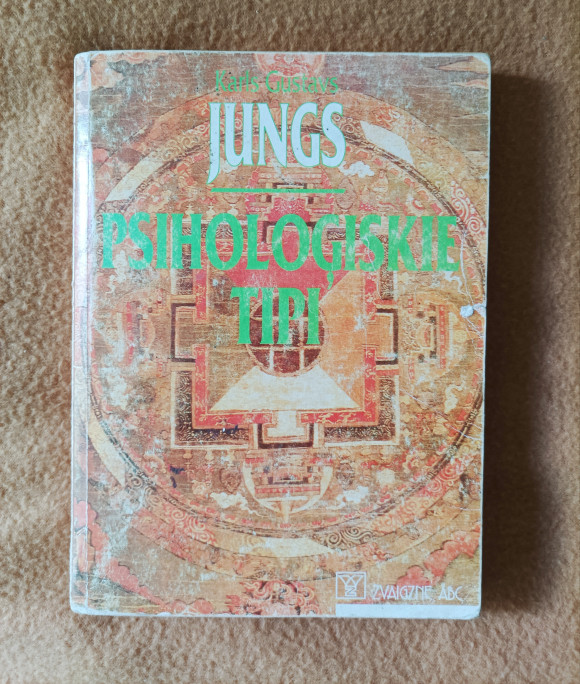 Karls Gustavs
JUNGS
PSIHOLOĢISKIE
TIPI
ZVAIGZNE ABC